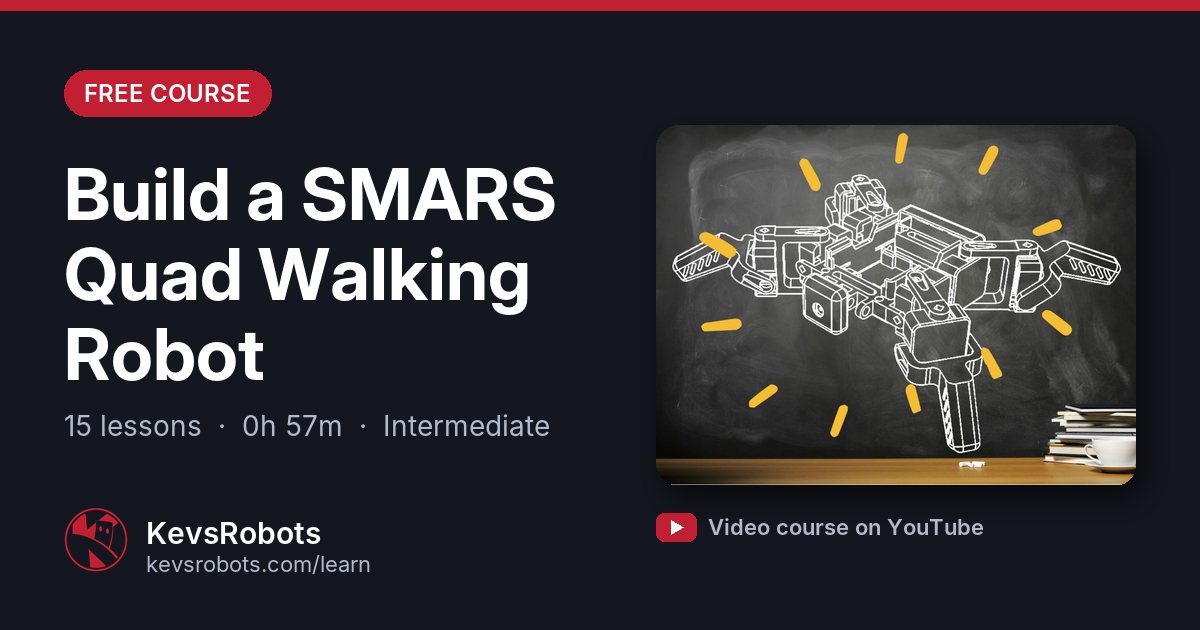 FREE COURSE
Build a SMARS
Quad Walking
Robot
15 lessons · 0h 57m · Intermediate
KevsRobots
kevsrobots.com/learn
Video course on YouTube